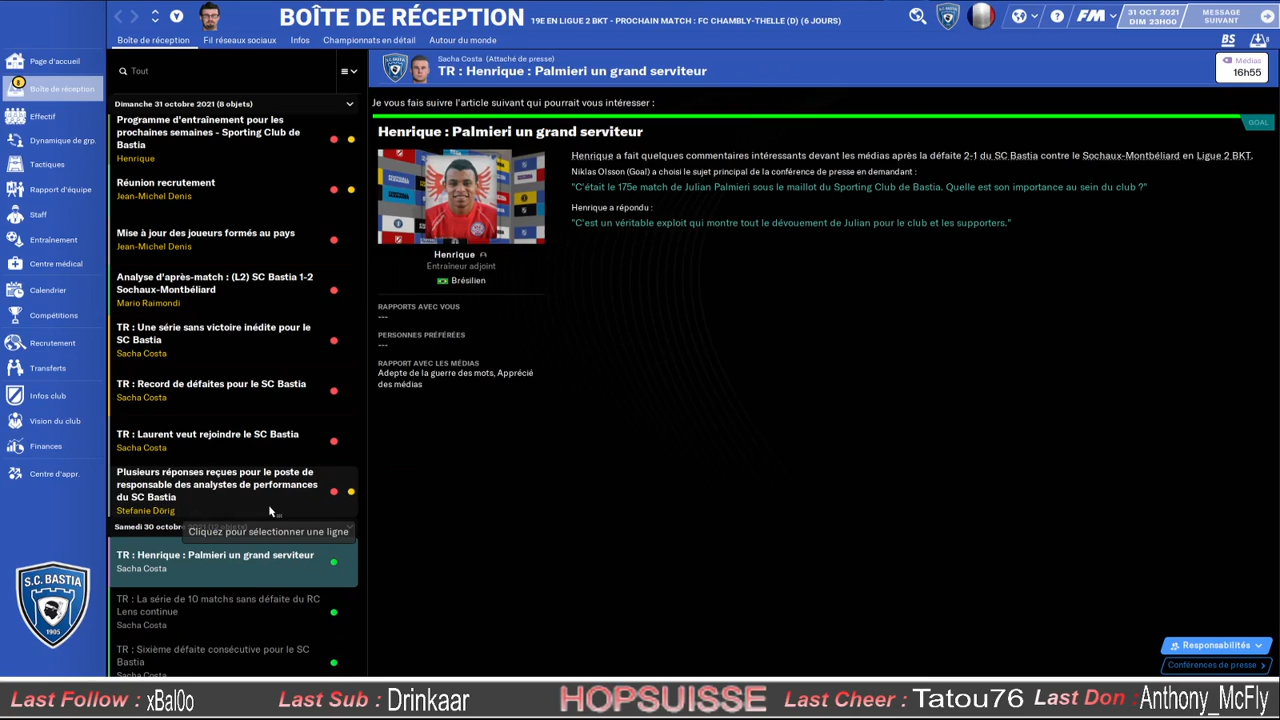 BOÎTE DE RÉCEPTION
19E EN LIGUE 2 BKT - PROCHAIN MATCH : FC CHAMBLY-THELLE (D) (6 JOURS)
FM
31 OCT 2021
DIM 23H00
MESSAGE
SUIVANT
Boîte de réception
Fil réseaux sociaux
Infos
Championnats en détail
Autour du monde
BS
8
Page d'accueil
Boîte de réception
Effectif
Dynamique de grp.
Tactiques
Rapport d'équipe
Staff
Entraînement
Centre médical
Calendrier
Compétitions
Recrutement
Transferts
Infos club
Vision du club
Finances
Centre d'appr.
S.C. BASTIA
1905
Tout
Dimanche 31 octobre 2021 (8 objets)
Programme d'entraînement pour les
prochaines semaines - Sporting Club de
Bastia
Henrique
Réunion recrutement
Jean-Michel Denis
Mise à jour des joueurs formés au pays
Jean-Michel Denis
Analyse d'après-match : (L2) SC Bastia 1-2
Sochaux-Montbéliard
Mario Raimondi
TR : Une série sans victoire inédite pour le
SC Bastia
Sacha Costa
TR : Record de défaites pour le SC Bastia
Sacha Costa
TR : Laurent veut rejoindre le SC Bastia
Sacha Costa
Plusieurs réponses reçues pour le poste de
responsable des analystes de performances
du SC Bastia
Stefanie Dörig
Samedi 30 octobre
Cliquez pour sélectionner une ligne
TR : Henrique : Palmieri un grand serviteur
Sacha Costa
TR : La série de 10 matchs sans défaite du RC
Lens continue
Sacha Costa
TR : Sixième défaite consécutive pour le SC
Bastia
Sacha Costa
Sacha Costa (Attaché de presse)
TR : Henrique : Palmieri un grand serviteur
Médias
16h55
Je vous fais suivre l'article suivant qui pourrait vous intéresser :
GOAL
Henrique : Palmieri un grand serviteur
Henrique a fait quelques commentaires intéressants devant les médias après la défaite 2-1 du SC Bastia contre le Sochaux-Montbéliard en Ligue 2 BKT.
Niklas Olsson (Goal) a choisi le sujet principal de la conférence de presse en demandant :
"C'était le 175e match de Julian Palmieri sous le maillot du Sporting Club de Bastia. Quelle est son importance au sein du club ?"
Henrique a répondu :
"C'est un véritable exploit qui montre tout le dévouement de Julian pour le club et les supporters."
Henrique
Entraîneur adjoint
Brésilien
RAPPORTS AVEC VOUS
---
PERSONNES PRÉFÉRÉES
---
RAPPORT AVEC LES MÉDIAS
Adepte de la guerre des mots, Apprécié
des médias
Responsabilités
Conférences de presse
Last Follow : xBal0o
Last Sub : Drinkaar
HOPSUISSE
Last Cheer : Tatou76
Last Don : Anthony_McFly